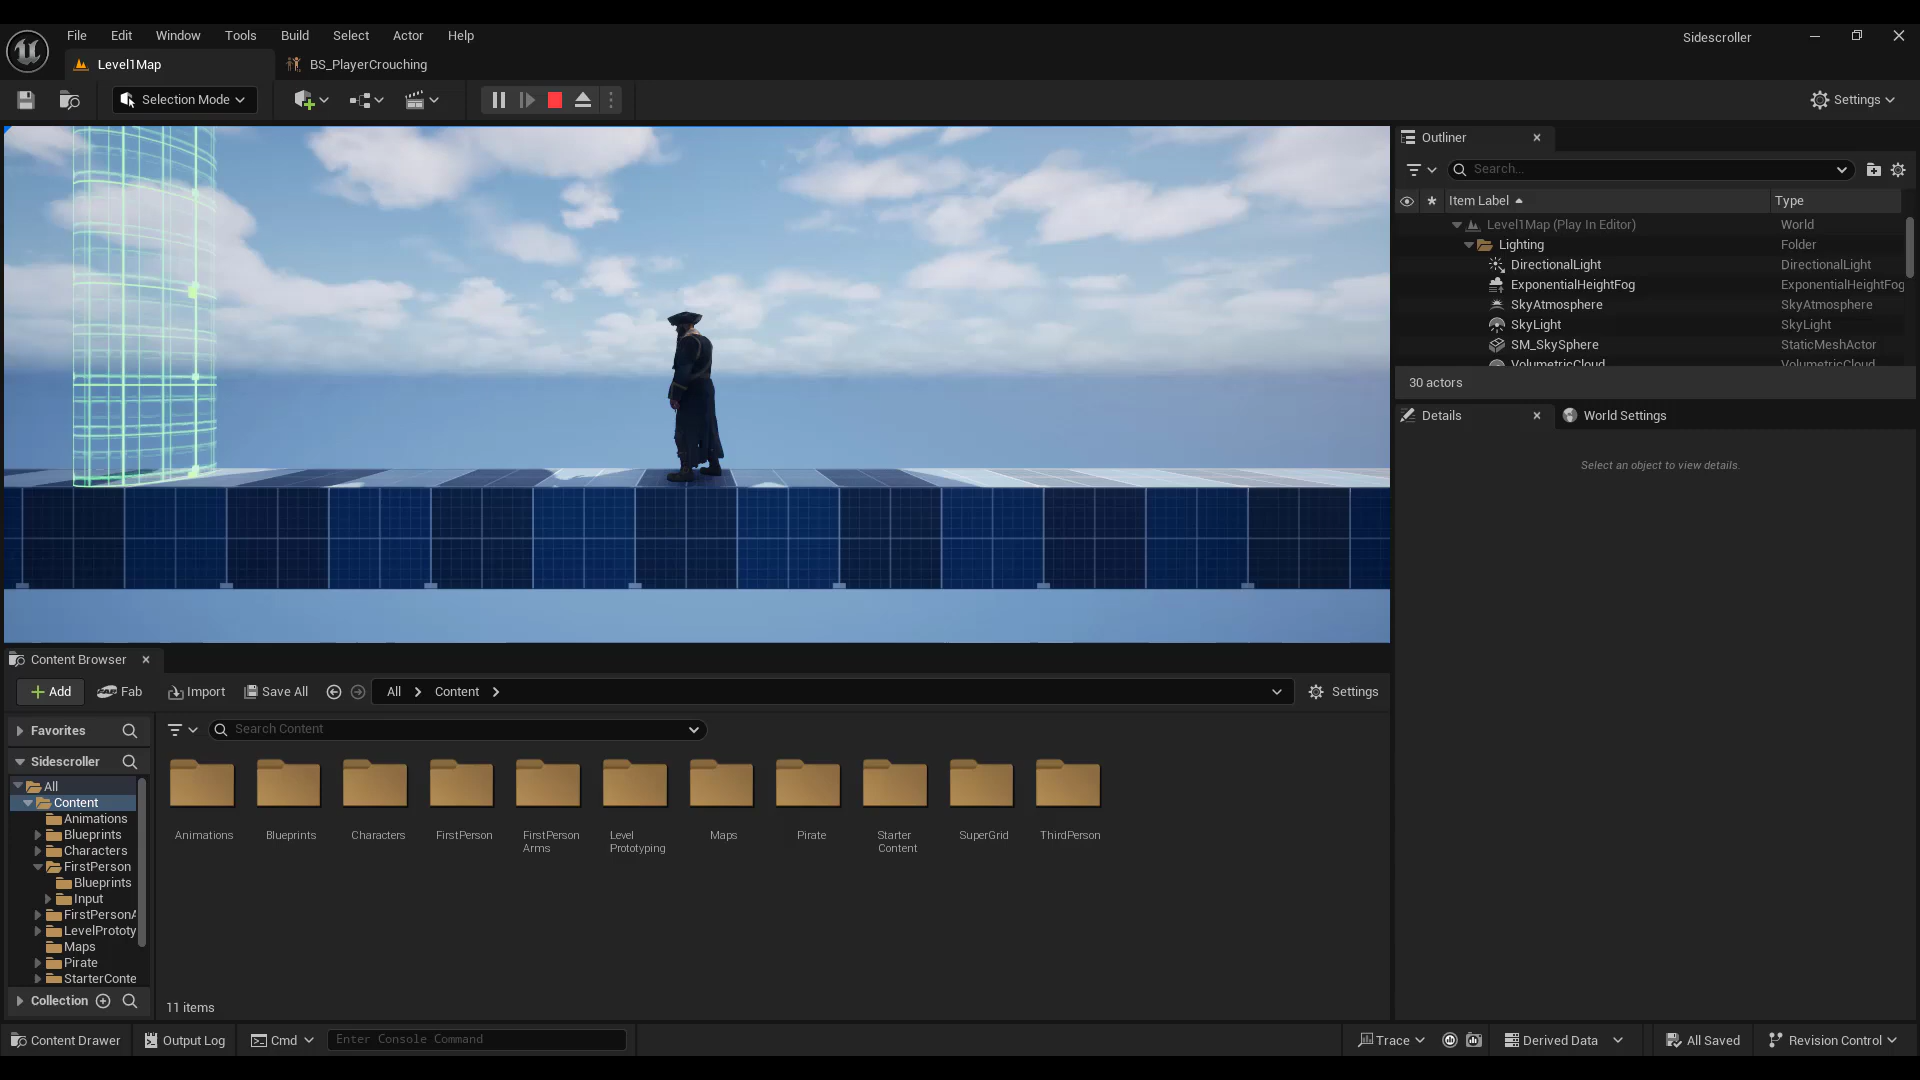 File Edit Window Tools Build Select Actor Help
Sidescroller
Level1Map
BS_PlayerCrouching
Selection Mode
Settings
Outliner
Search...
Item Label Type
Level1Map (Play In Editor) World
Lighting Folder
DirectionalLight DirectionalLight
ExponentialHeightFog ExponentialHeightFog
SkyAtmosphere SkyAtmosphere
SkyLight SkyLight
SM_SkySphere StaticMeshActor
VolumetricCloud VolumetricCloud
30 actors
Details
World Settings
Select an object to view details.
Content Browser
Add
Fab
Import
Save All
All
Content
Settings
Favorites
Search Content
Sidescroller
All
Content
Animations
Blueprints
Characters
FirstPerson
Blueprints
Input
FirstPersonA
LevelPrototy
Maps
Pirate
StarterConte
Collection
Animations
Blueprints
Characters
FirstPerson
FirstPerson
Arms
Level
Prototyping
Maps
Pirate
Starter
Content
SuperGrid
ThirdPerson
11 items
Content Drawer
Output Log
Cmd
Enter Console Command
Trace
Derived Data
All Saved
Revision Control